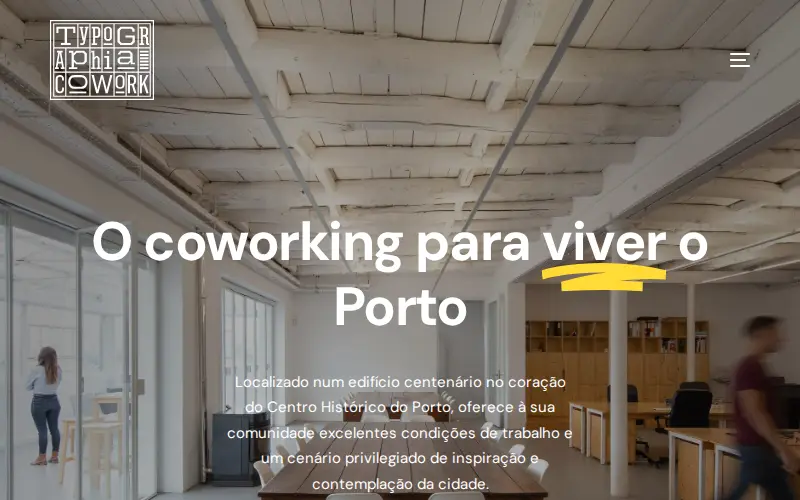 TYPOGR
APHIA
COWORK
O coworking para viver o
Porto
Localizado num edifício centenário no coração
do Centro Histórico do Porto, oferece à sua
comunidade excelentes condições de trabalho e
um cenário privilegiado de inspiração e
contemplação da cidade.